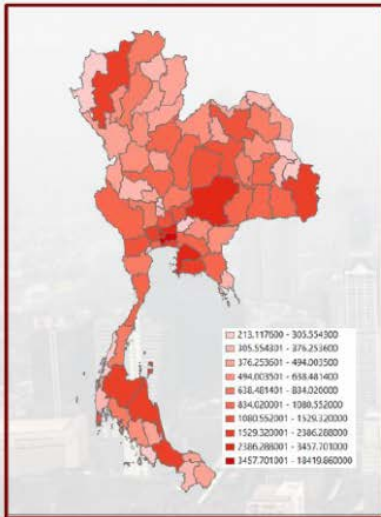 213.117600 - 305.554300
305.554301 - 376.253600
376.253601 - 494.003500
494.003501 - 638.481400
638.481401 - 834.020000
834.020001 - 1080.552000
1080.552001 - 1529.320000
1529.320001 - 2386.288000
2386.288001 - 3457.701000
3457.701001 - 18419.860000